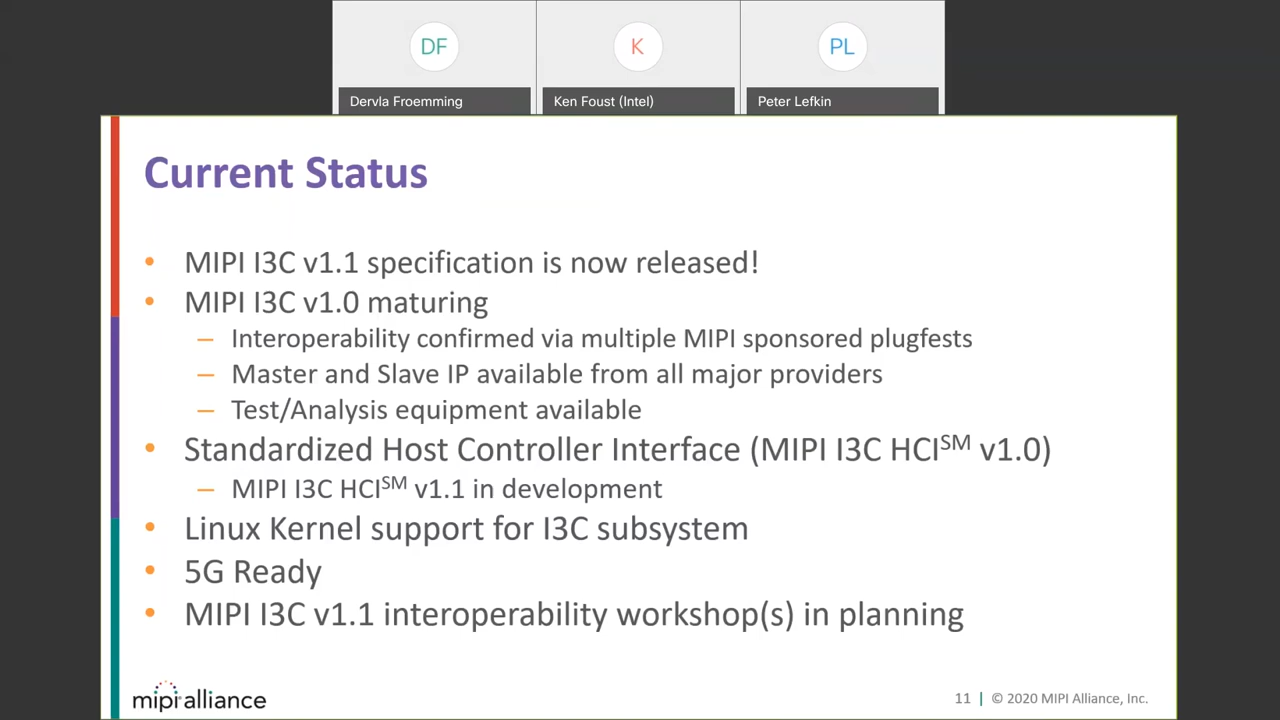 DF
K
PL
Dervla Froemming
Ken Foust (Intel)
Peter Lefkin
Current Status
• MIPI I3C v1.1 specification is now released!
• MIPI I3C v1.0 maturing
– Interoperability confirmed via multiple MIPI sponsored plugfests
– Master and Slave IP available from all major providers
– Test/Analysis equipment available
• Standardized Host Controller Interface (MIPI I3C HCI℠ v1.0)
– MIPI I3C HCI℠ v1.1 in development
• Linux Kernel support for I3C subsystem
• 5G Ready
• MIPI I3C v1.1 interoperability workshop(s) in planning
mipi alliance
11 | © 2020 MIPI Alliance, Inc.